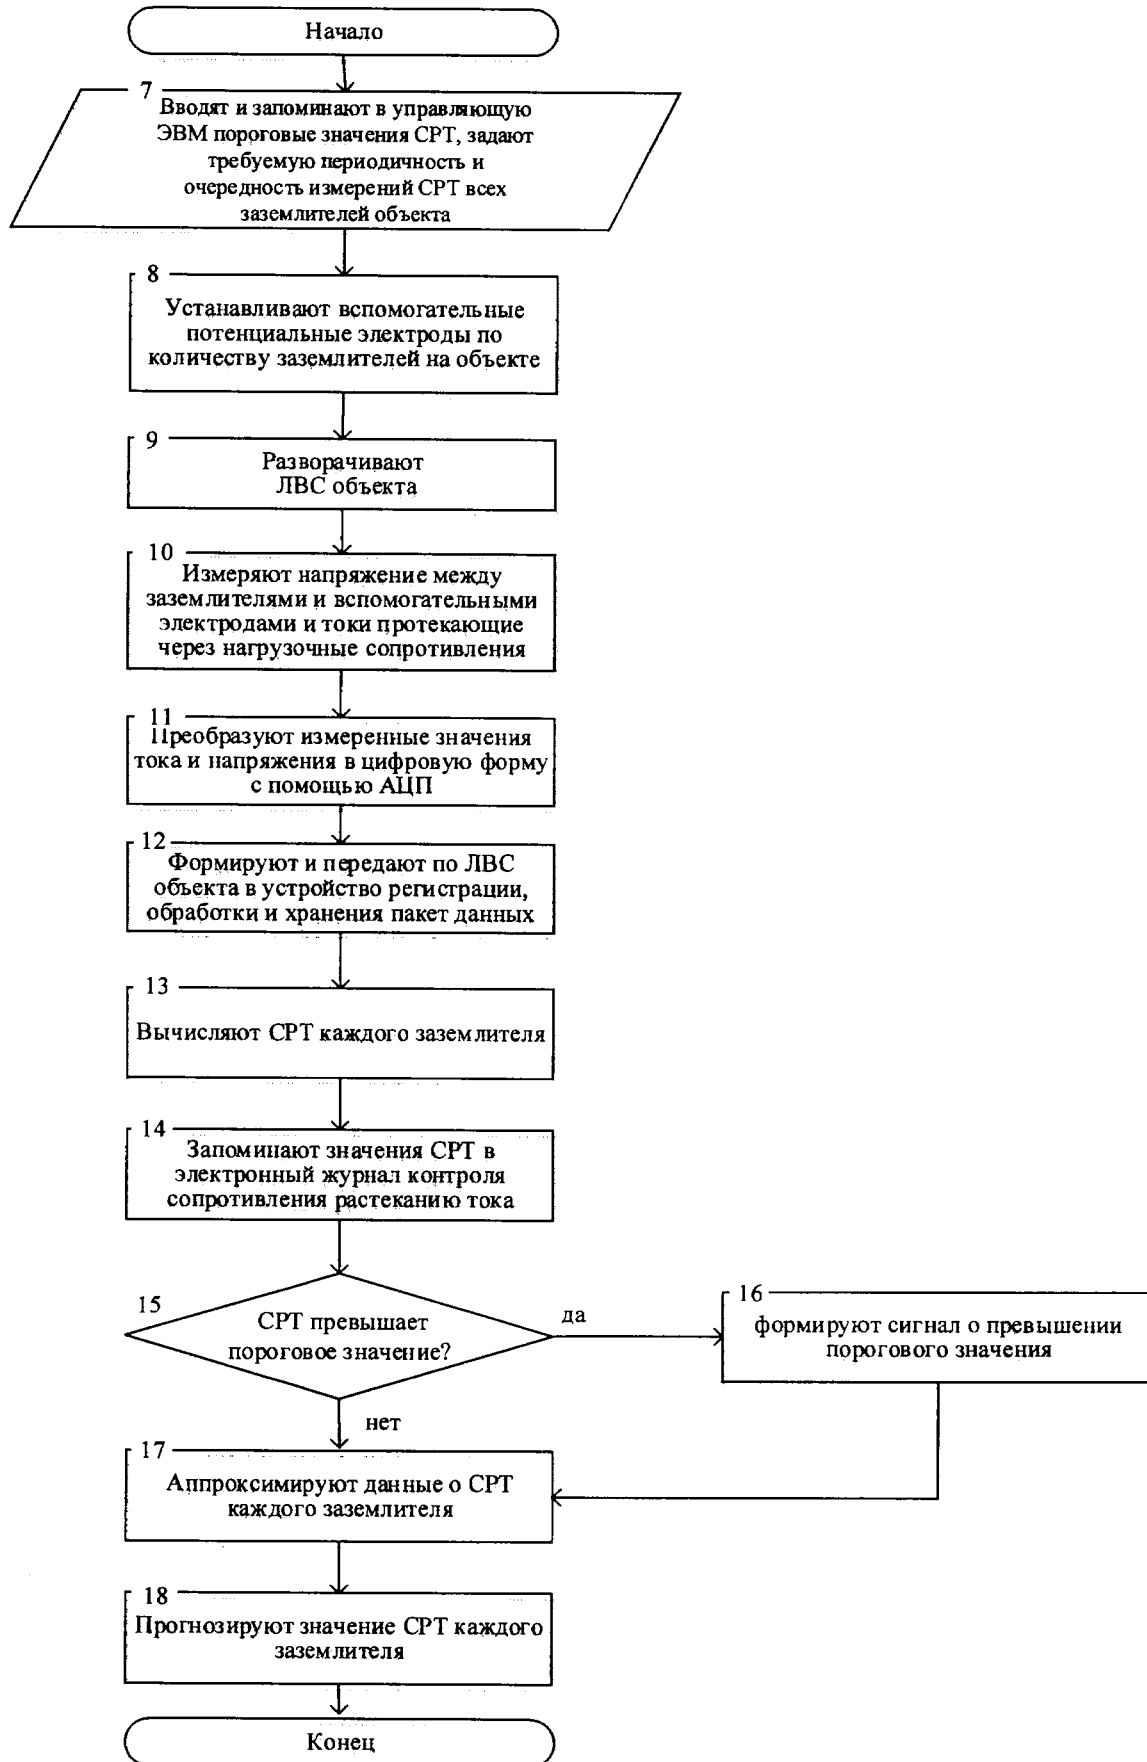 Начало
7
Вводят и запоминают в управляющую
ЭВМ пороговые значения СРТ, задают
требуемую периодичность и
очередность измерений СРТ всех
заземлителей объекта
8
Устанавливают вспомогательные
потенциальные электроды по
количеству заземлителей на объекте
9
Разворачивают
ЛВС объекта
10
Измеряют напряжение между
заземлителями и вспомогательными
электродами и токи протекающие
через нагрузочные сопротивления
11
Преобразуют измеренные значения
тока и напряжения в цифровую форму
с помощью АЦП
12
Формируют и передают по ЛВС
объекта в устройство регистрации,
обработки и хранения пакет данных
13
Вычисляют СРТ каждого заземлителя
14
Запоминают значения СРТ в
электронный журнал контроля
сопротивления растеканию тока
15
СРТ превышает
пороговое значение?
да
16
формируют сигнал о превышении
порогового значения
нет
17
Аппроксимируют данные о СРТ
каждого заземлителя
18
Прогнозируют значение СРТ каждого
заземлителя
Конец